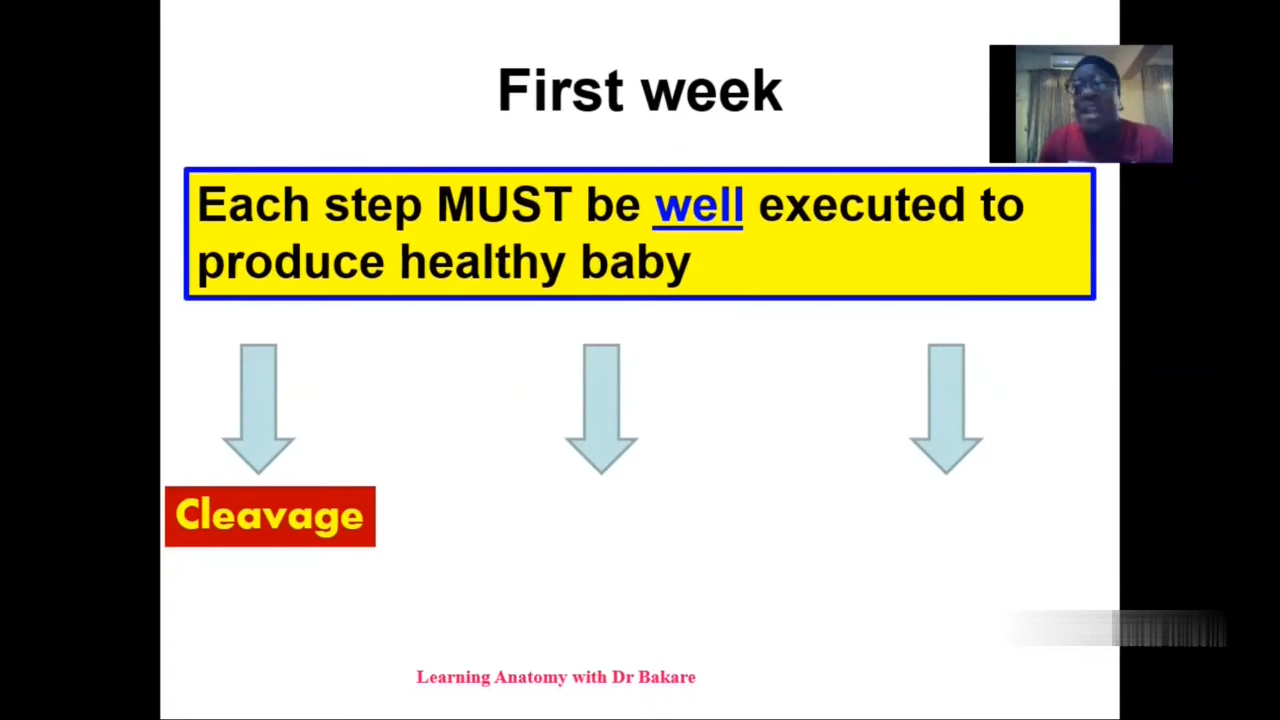 First week
Each step MUST be well executed to
produce healthy baby
Cleavage
Learning Anatomy with Dr Bakare